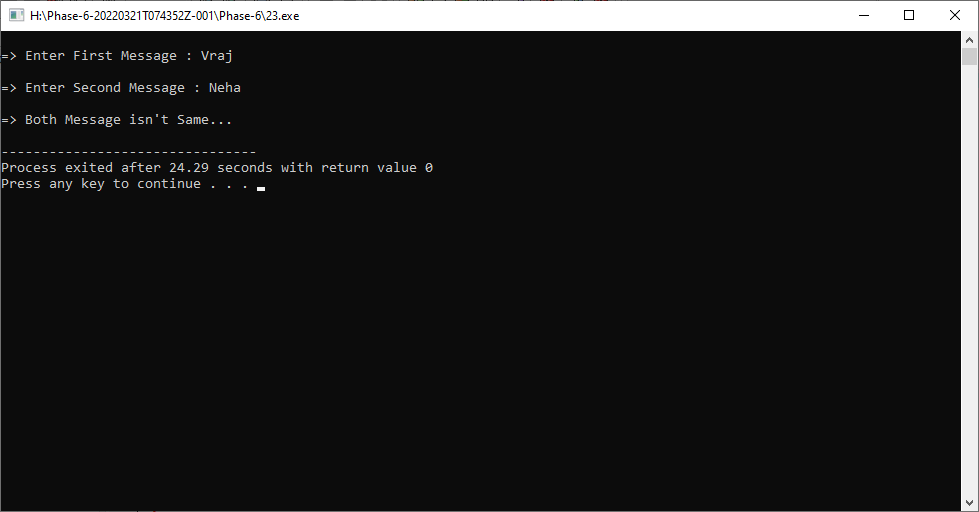 H:\Phase-6-20220321T074352Z-001\Phase-6\23.exe
=> Enter First Message : Vraj
=> Enter Second Message : Neha
=> Both Message isn't Same...
--------------------------------
Process exited after 24.29 seconds with return value 0
Press any key to continue . . .